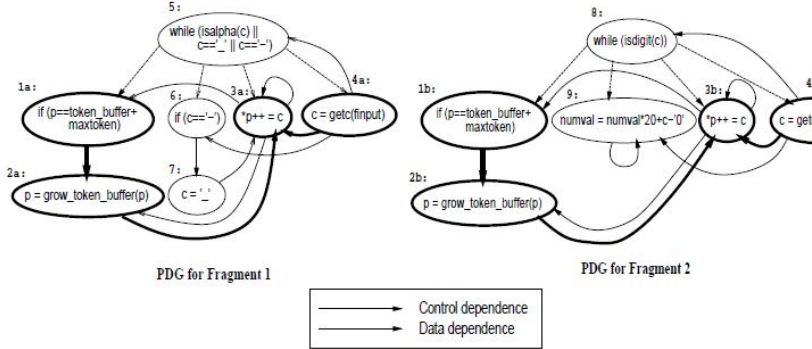 5:
while (isalpha(c) ||
c=='_' || c=='-')
1a:
if (p==token_buffer+
maxtoken)
6:
if (c=='-')
3a:
*p++ = c
4a:
c = getc(finput)
7:
c = '_'
2a:
p = grow_token_buffer(p)
PDG for Fragment 1
8:
while (isdigit(c))
1b:
if (p==token_buffer+
maxtoken)
9:
numval = numval*20+c-'0'
3b:
*p++ = c
4
c = getc
2b:
p = grow_token_buffer(p)
PDG for Fragment 2
Control dependence
Data dependence